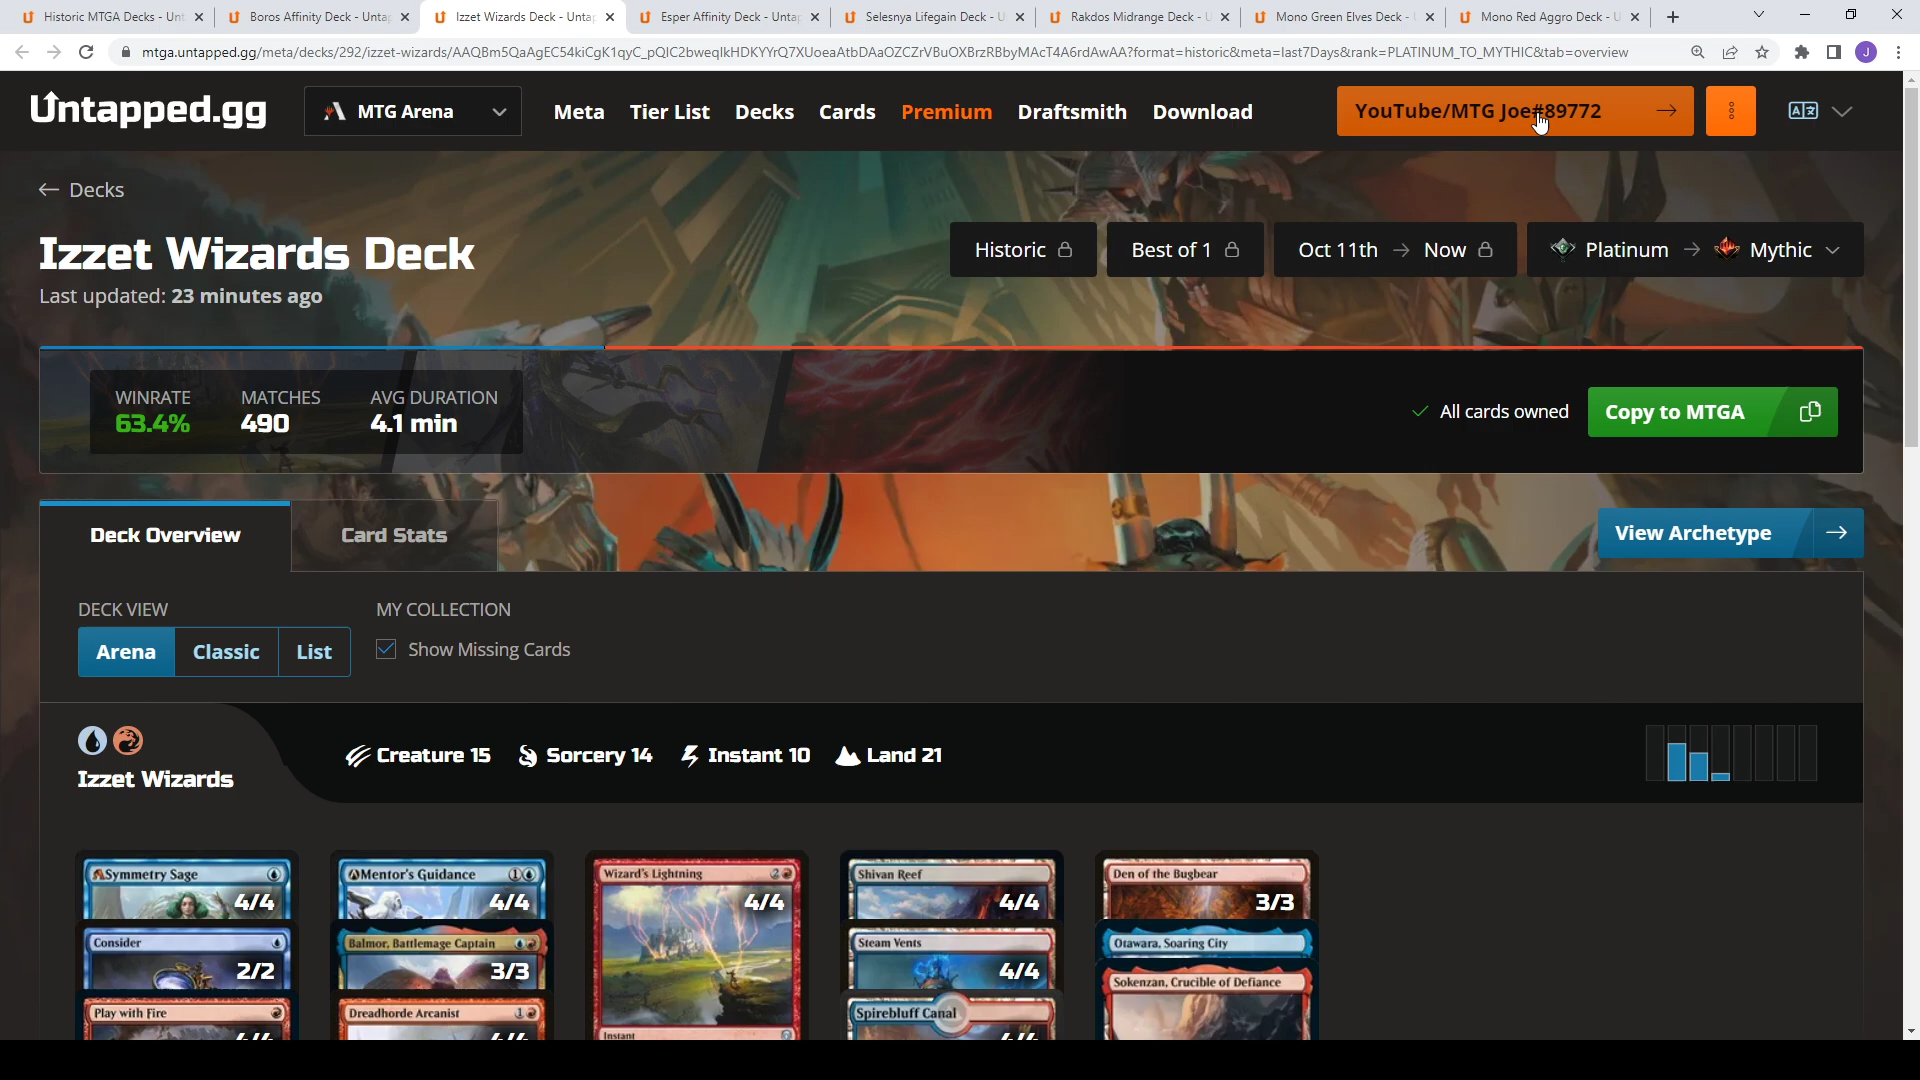 Historic MTGA Decks - Unt
Boros Affinity Deck - Untap
Izzet Wizards Deck - Untap
Esper Affinity Deck - Untapp
Selesnya Lifegain Deck - U
Rakdos Midrange Deck - U
Mono Green Elves Deck -
Mono Red Aggro Deck - U
mtga.untapped.gg/meta/decks/292/izzet-wizards/AAQBm5QaAgEC54kiCgK1qyC_pQIC2bweqlkHDKYYrQ7XUoeaAtbDAaOZCZrVBuOXBrzRBbyMAcT4A6rdAwAA?format=historic&meta=last7Days&rank=PLATINUM_TO_MYTHIC&tab=overview
J
Untapped.gg
MTG Arena
Meta
Tier List
Decks
Cards
Premium
Draftsmith
Download
YouTube/MTG Joe#89772
Decks
Izzet Wizards Deck
Last updated: 23 minutes ago
Historic
Best of 1
Oct 11th → Now
Platinum → Mythic
WINRATE
63.4%
MATCHES
490
AVG DURATION
4.1 min
All cards owned
Copy to MTGA
Deck Overview
Card Stats
View Archetype
DECK VIEW
Arena
Classic
List
MY COLLECTION
Show Missing Cards
Izzet Wizards
Creature 15
Sorcery 14
Instant 10
Land 21
Symmetry Sage
4/4
Consider
2/2
Play with Fire
Mentor's Guidance
4/4
Balmor, Battlemage Captain
3/3
Dreadhorde Arcanist
Wizard's Lightning
4/4
Instant
Shivan Reef
4/4
Steam Vents
4/4
Spirebluff Canal
Den of the Bugbear
3/3
Otawara, Soaring City
Sokenzan, Crucible of Defiance